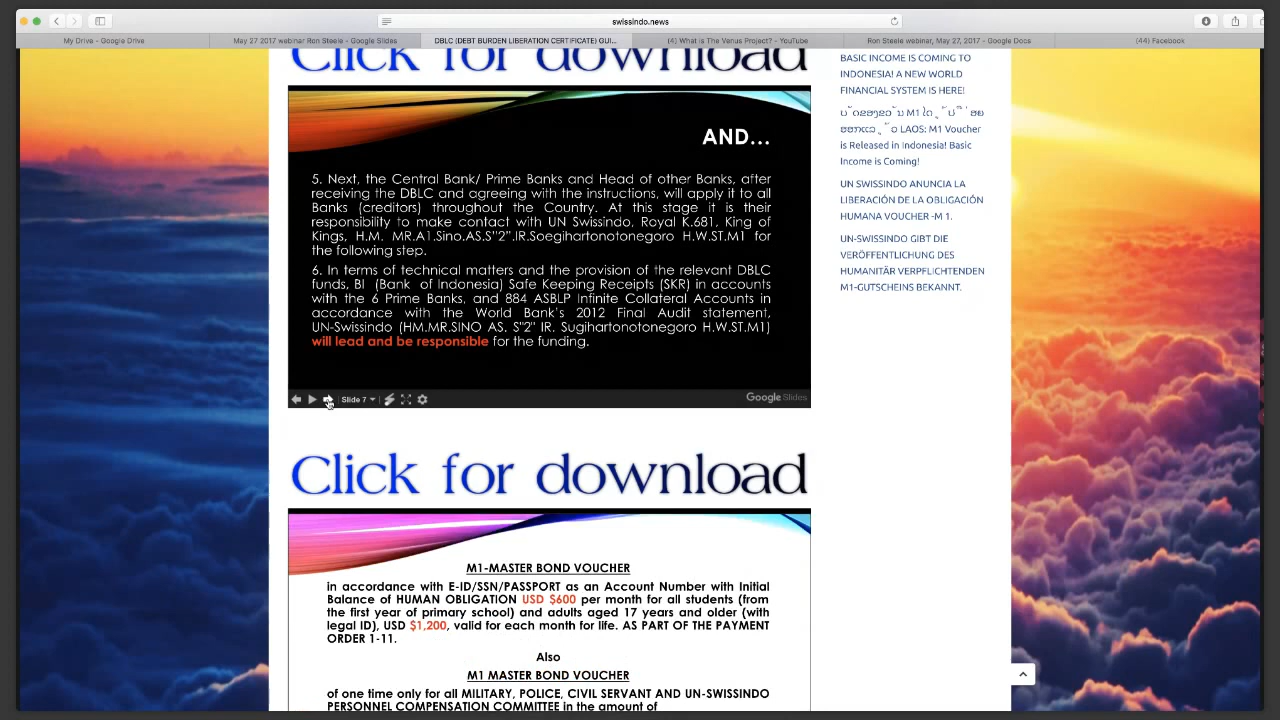 swissindo.news
My Drive - Google Drive
May 27 2017 webinar Ron Steele - Google Slides
DBLC (DEBT BURDEN LIBERATION CERTIFICATE) GUI...
(4) What is The Venus Project? - YouTube
Ron Steele webinar, May 27, 2017 - Google Docs
(44) Facebook
Click for download
AND...
5. Next, the Central Bank/ Prime Banks and Head of other Banks, after
receiving the DBLC and agreeing with the instructions, will apply it to all
Banks (creditors) throughout the Country. At this stage it is their
responsibility to make contact with UN Swissindo, Royal K.681, King of
Kings, H.M. MR.A1.Sino.AS.S"2".IR.Soegihartonotonegoro H.W.ST.M1 for
the following step.
6. In terms of technical matters and the provision of the relevant DBLC
funds, BI (Bank of Indonesia) Safe Keeping Receipts (SKR) in accounts
with the 6 Prime Banks, and 884 ASBLP Infinite Collateral Accounts in
accordance with the World Bank's 2012 Final Audit statement,
UN-Swissindo (HM.MR.SINO AS. S"2" IR. Sugihartonotonegoro H.W.ST.M1)
will lead and be responsible for the funding.
Slide 7
Google Slides
Click for download
M1-MASTER BOND VOUCHER
in accordance with E-ID/SSN/PASSPORT as an Account Number with Initial
Balance of HUMAN OBLIGATION USD $600 per month for all students (from
the first year of primary school) and adults aged 17 years and older (with
legal ID), USD $1,200, valid for each month for life. AS PART OF THE PAYMENT
ORDER 1-11.
Also
M1 MASTER BOND VOUCHER
of one time only for all MILITARY, POLICE, CIVIL SERVANT AND UN-SWISSINDO
PERSONNEL COMPENSATION COMMITTEE in the amount of
BASIC INCOME IS COMING TO
INDONESIA! A NEW WORLD
FINANCIAL SYSTEM IS HERE!
M1
LAOS: M1 Voucher
is Released in Indonesia! Basic
Income is Coming!
UN SWISSINDO ANUNCIA LA
LIBERACIÓN DE LA OBLIGACIÓN
HUMANA VOUCHER -M 1.
UN-SWISSINDO GIBT DIE
VERÖFFENTLICHUNG DES
HUMANITÄR VERPFLICHTENDEN
M1-GUTSCHEINS BEKANNT.